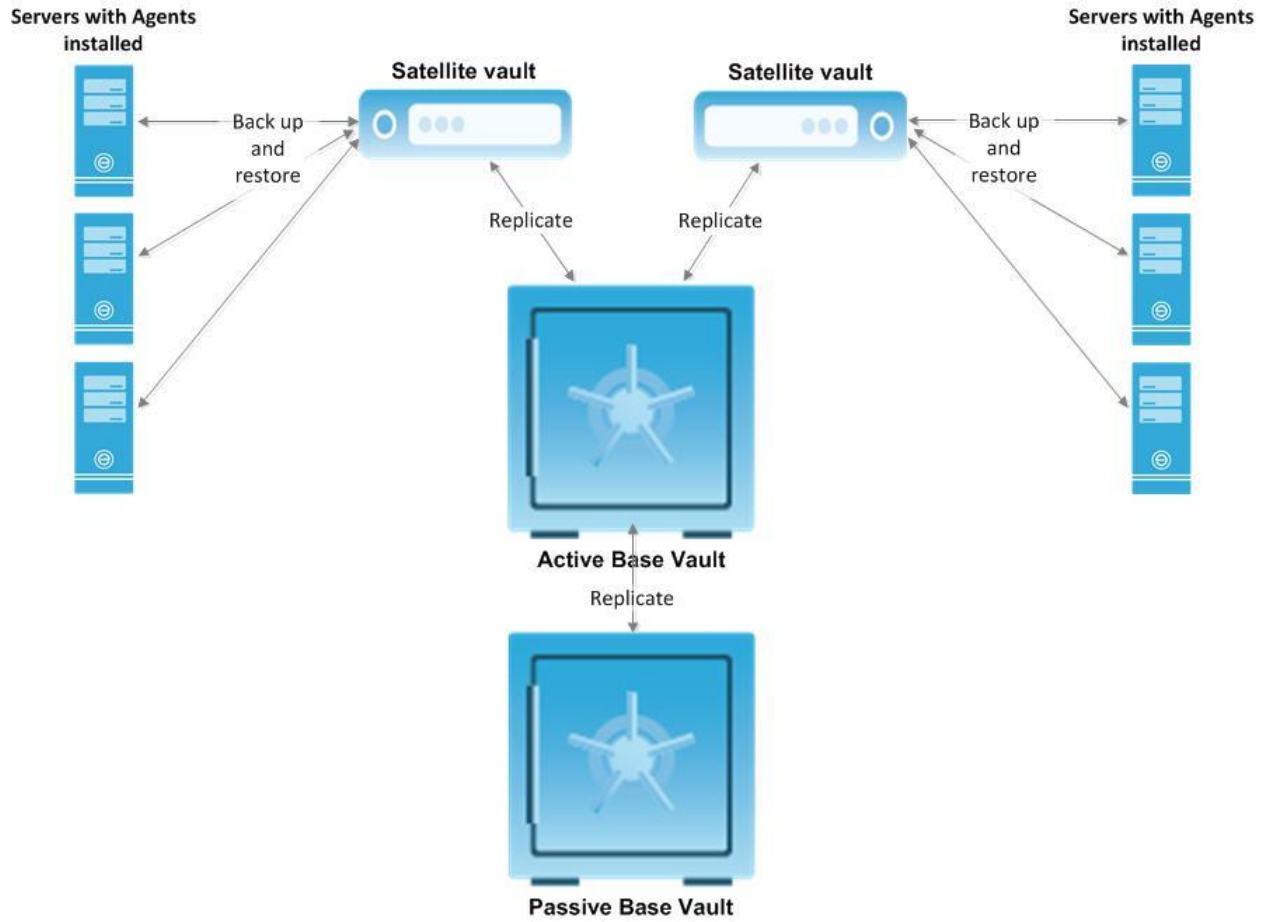 Servers with Agents
installed
Servers with Agents
installed
Satellite vault
Satellite vault
Back up
and
restore
Back up
and
restore
Replicate
Replicate
Active Base Vault
Replicate
Passive Base Vault